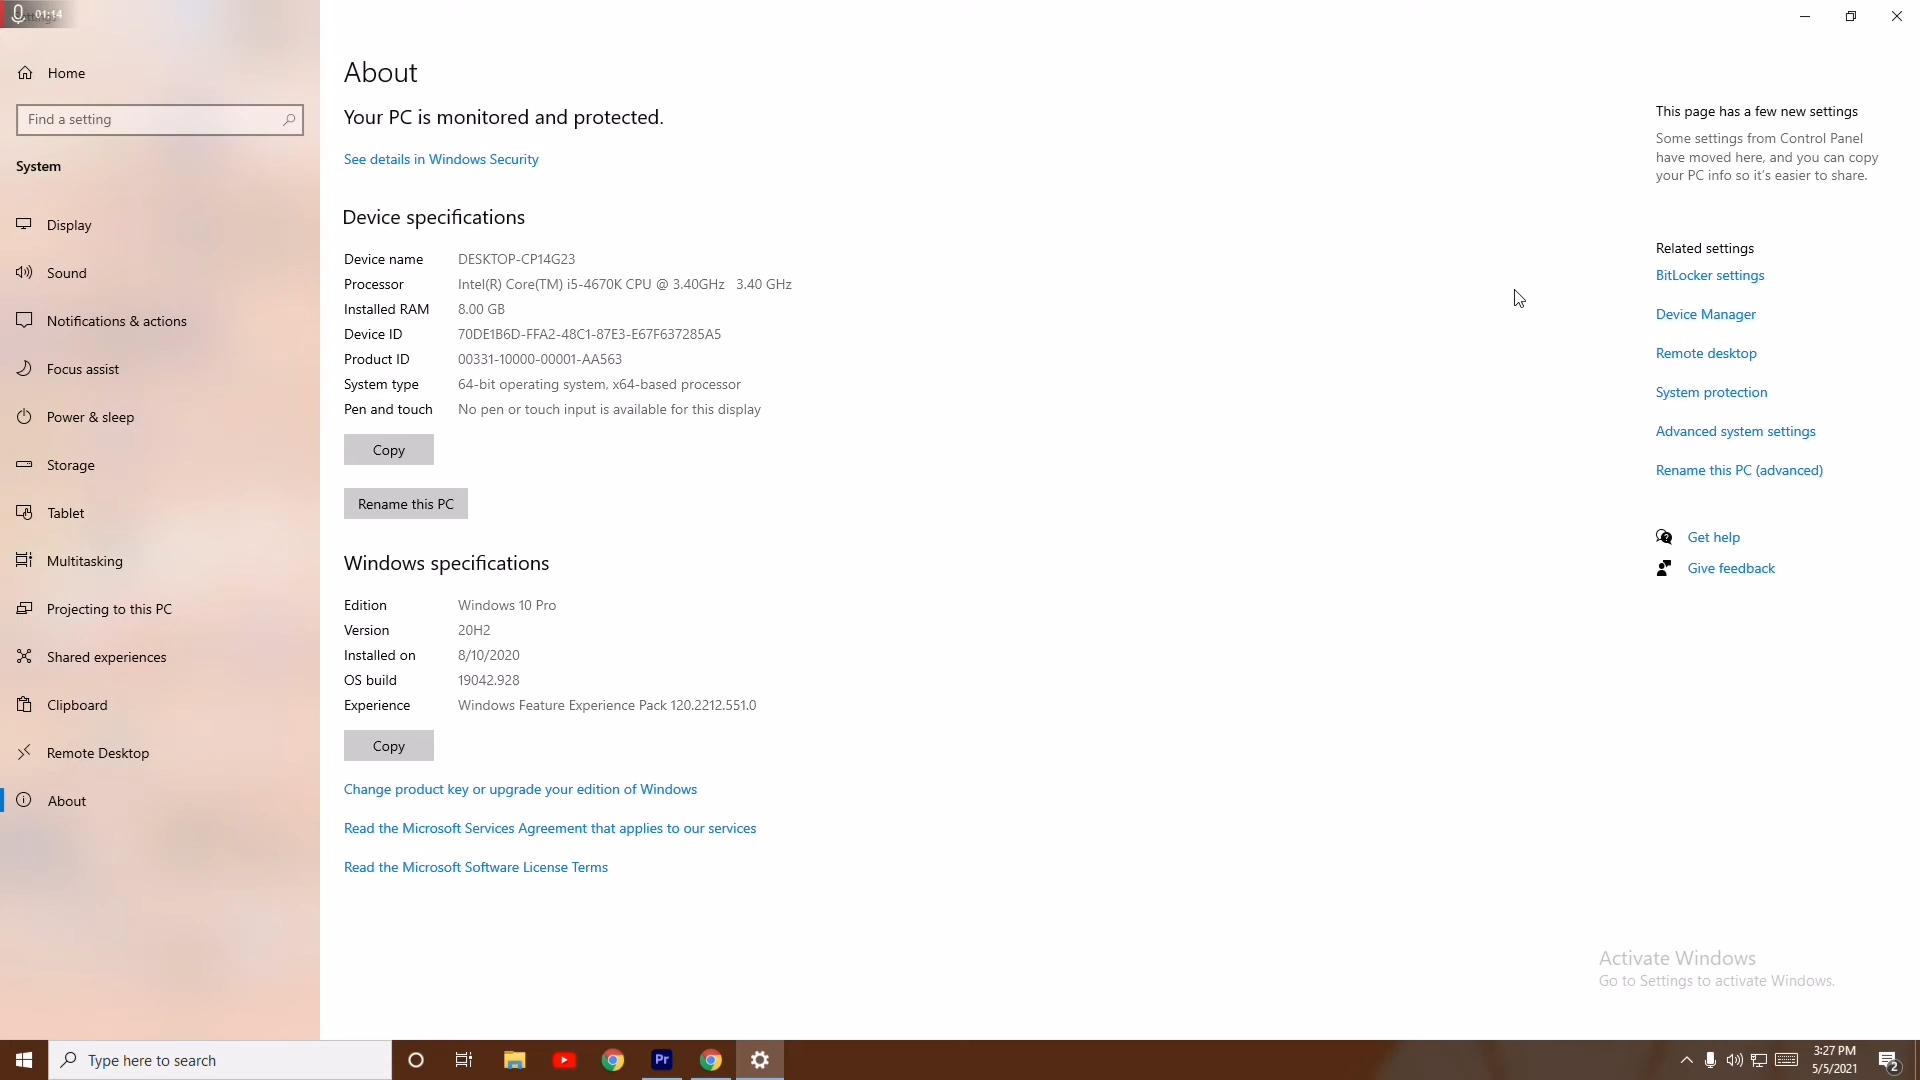 01:14
Home
Find a setting
System
Display
Sound
Notifications & actions
Focus assist
Power & sleep
Storage
Tablet
Multitasking
Projecting to this PC
Shared experiences
Clipboard
Remote Desktop
About
About
Your PC is monitored and protected.
See details in Windows Security
Device specifications
Device name DESKTOP-CP14G23
Processor Intel(R) Core(TM) i5-4670K CPU @ 3.40GHz 3.40 GHz
Installed RAM 8.00 GB
Device ID 70DE1B6D-FFA2-48C1-87E3-E67F637285A5
Product ID 00331-10000-00001-AA563
System type 64-bit operating system, x64-based processor
Pen and touch No pen or touch input is available for this display
Copy
Rename this PC
Windows specifications
Edition Windows 10 Pro
Version 20H2
Installed on 8/10/2020
OS build 19042.928
Experience Windows Feature Experience Pack 120.2212.551.0
Copy
Change product key or upgrade your edition of Windows
Read the Microsoft Services Agreement that applies to our services
Read the Microsoft Software License Terms
This page has a few new settings
Some settings from Control Panel
have moved here, and you can copy
your PC info so it's easier to share.
Related settings
BitLocker settings
Device Manager
Remote desktop
System protection
Advanced system settings
Rename this PC (advanced)
Get help
Give feedback
Activate Windows
Go to Settings to activate Windows.
Type here to search
Pr
3:27 PM
5/5/2021
2